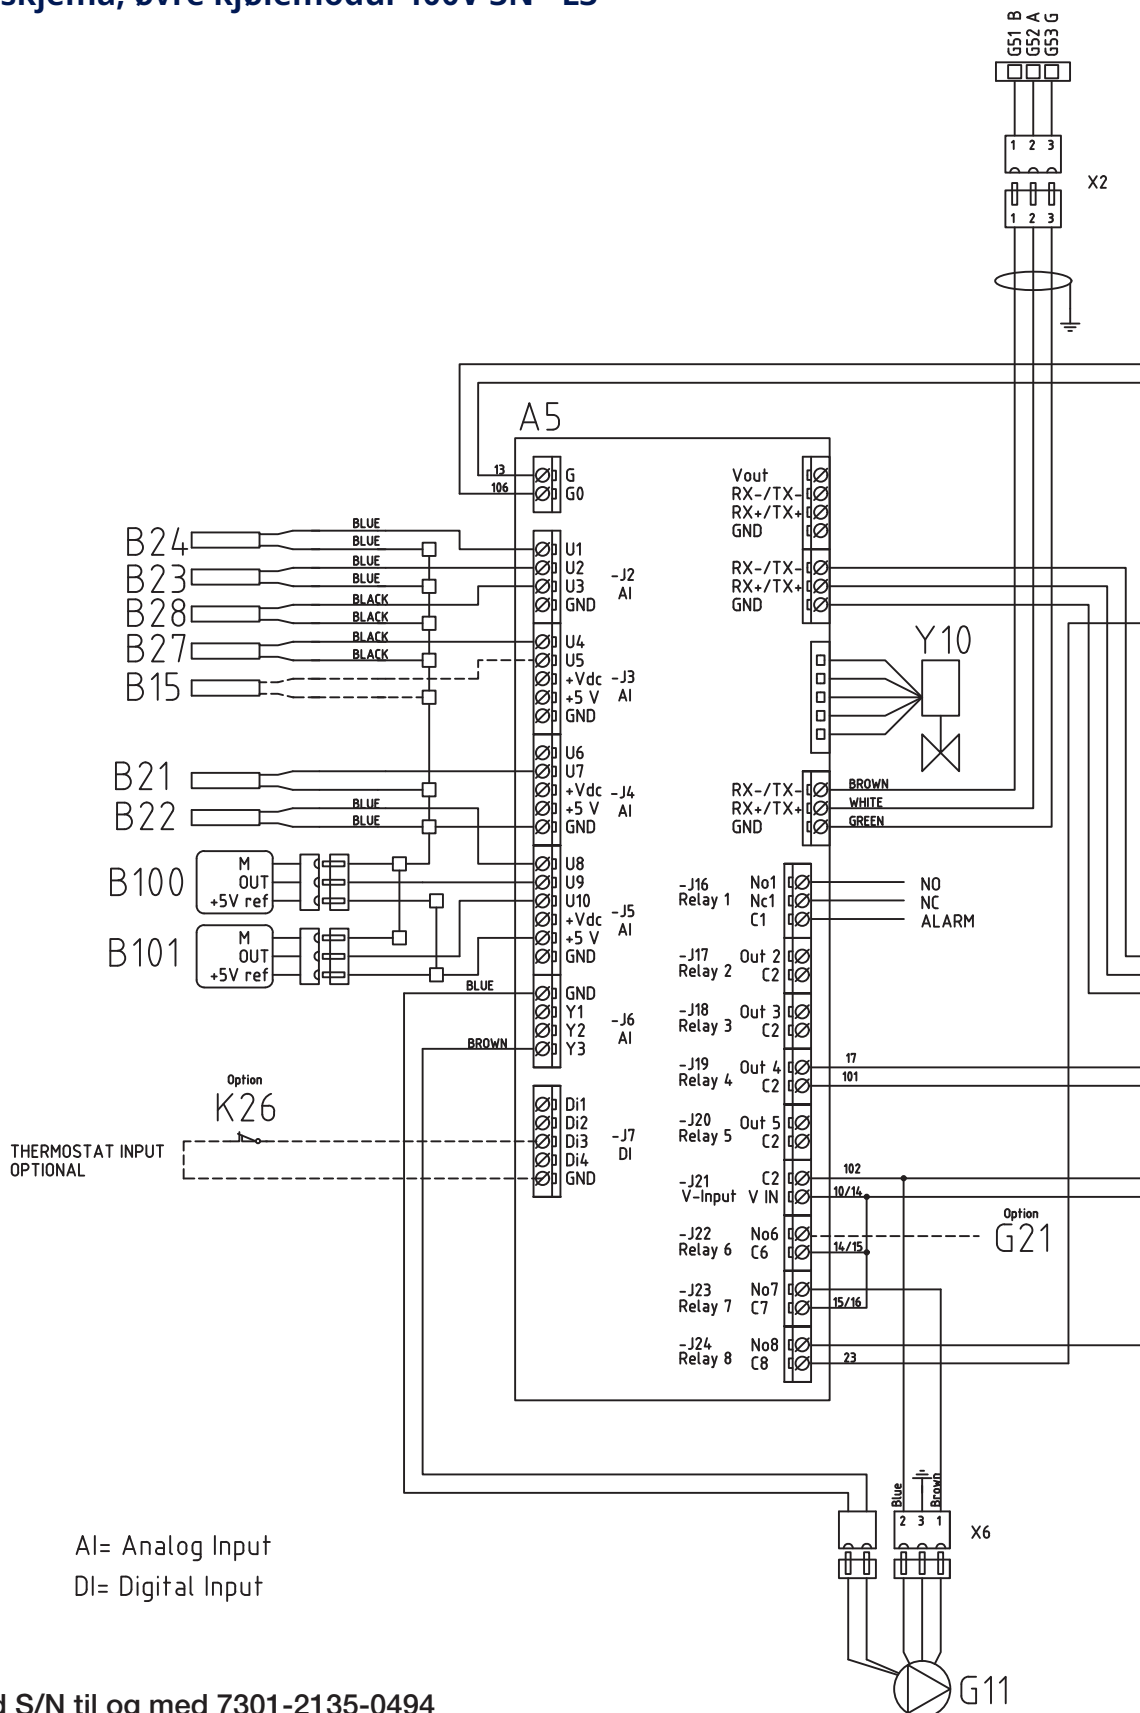 skjema, øvre kjølemodul 400V 3N~ 23
G51 B
G52 A
G53 G
1 2 3
X2
1 2 3
A5
13 G
106 G0
Vout
RX-/TX-
RX+/TX+
GND
B24
BLUE
BLUE
B23
BLUE
BLUE
B28
BLACK
BLACK
B27
BLACK
BLACK
B15
U1
U2
U3
GND
-J2
AI
U4
U5
+Vdc
+5 V
GND
-J3
AI
RX-/TX-
RX+/TX+
GND
Y10
B21
B22
BLUE
BLUE
U6
U7
+Vdc
+5 V
GND
-J4
AI
RX-/TX- BROWN
RX+/TX+ WHITE
GND GREEN
B100
M
OUT
+5V ref
B101
M
OUT
+5V ref
U8
U9
U10
+Vdc
+5 V
GND
-J5
AI
-J16
Relay 1
No1
Nc1
C1
NO
NC
ALARM
-J17
Relay 2
Out 2
C2
BLUE
BROWN
GND
Y1
Y2
Y3
-J6
AI
-J18
Relay 3
Out 3
C2
-J19
Relay 4
Out 4 17
C2 101
Option
K26
THERMOSTAT INPUT
OPTIONAL
Di1
Di2
Di3
Di4
GND
-J7
DI
-J20
Relay 5
Out 5
C2
-J21
V-Input
C2 102
V IN 10/14
-J22
Relay 6
No6
C6 14/15
Option
G21
-J23
Relay 7
No7
C7 15/16
-J24
Relay 8
No8
C8 23
Blue
Brown
2 3 1
X6
AI= Analog Input
DI= Digital Input
G11
S/N til og med 7301-2135-0494